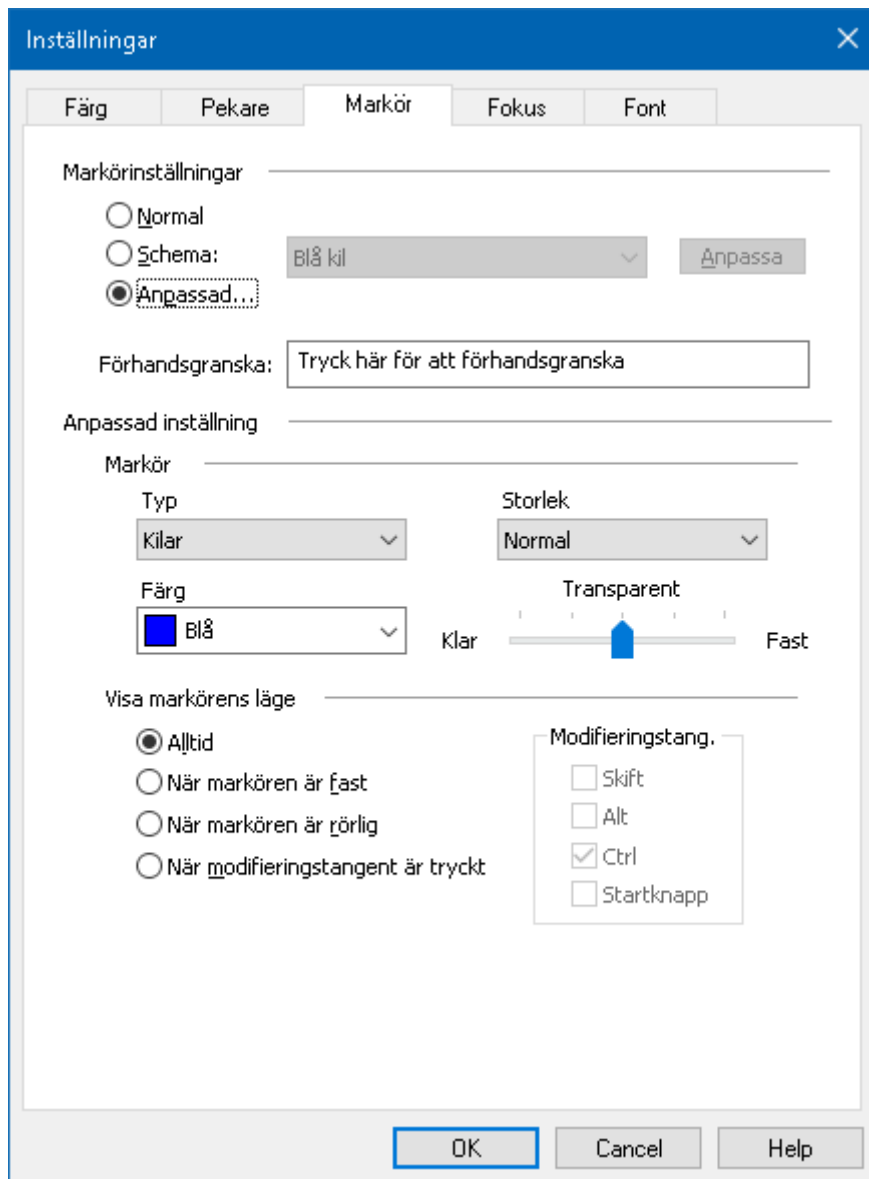 Inställningar
Färg Pekare Markör Fokus Font
Markörinställningar
Normal
Schema: Blå kil Anpassa
Anpassad...
Förhandsgranska: Tryck här för att förhandsgranska
Anpassad inställning
Markör
Typ Storlek
Kilar Normal
Färg Transparent
Blå Klar Fast
Visa markörens läge
Alltid Modifieringstang.
När markören är fast Skift
När markören är rörlig Alt
När modifieringstangent är tryckt Ctrl
Startknapp
OK Cancel Help